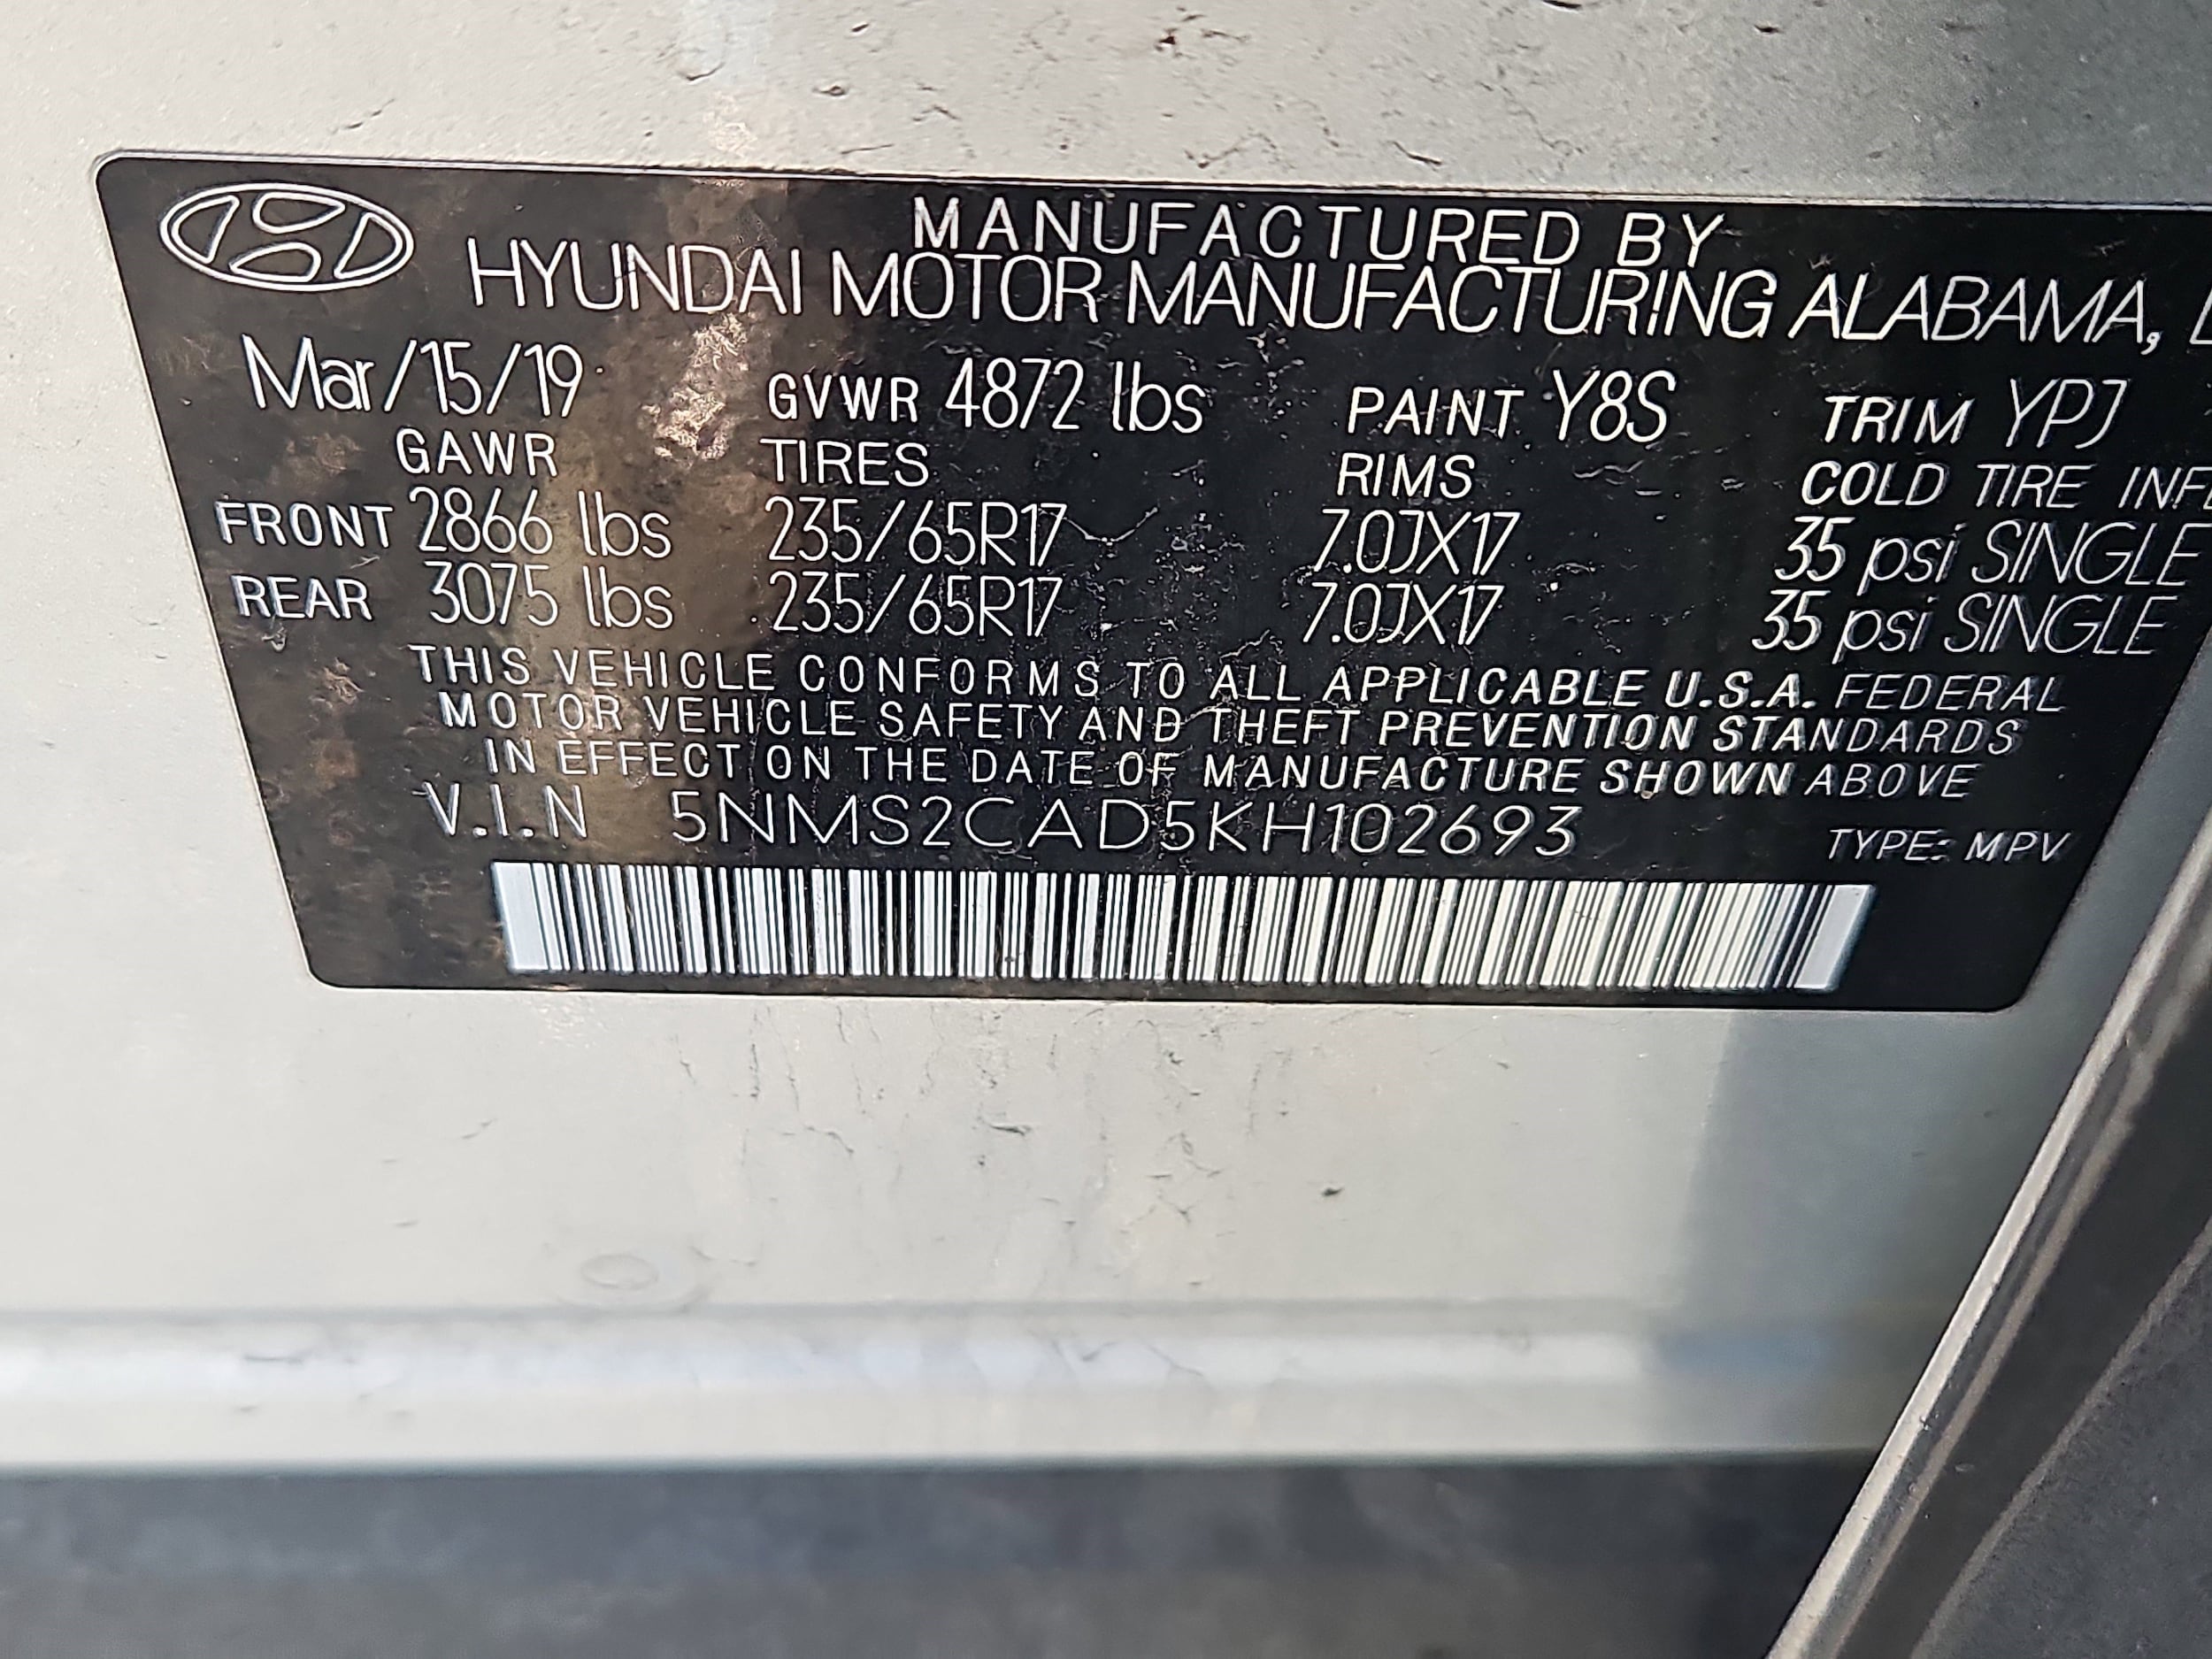 MANUFACTURED BY
HYUNDAI MOTOR MANUFACTURING ALABAMA,
Mar/15/19 GVWR 4872 lbs PAINT Y8S TRIM YPJ
GAWR TIRES RIMS COLD TIRE
FRONT 2866 lbs 235/65R17 7.0JX17 35 psi SINGLE
REAR 3075 lbs 235/65R17 7.0JX17 35 psi SINGLE
THIS VEHICLE CONFORMS TO ALL APPLICABLE U.S.A. FEDERAL
MOTOR VEHICLE SAFETY AND THEFT PREVENTION STANDARDS
IN EFFECT ON THE DATE OF MANUFACTURE SHOWN ABOVE
V.I.N 5NMS2CAD5KH102693 TYPE: MPV